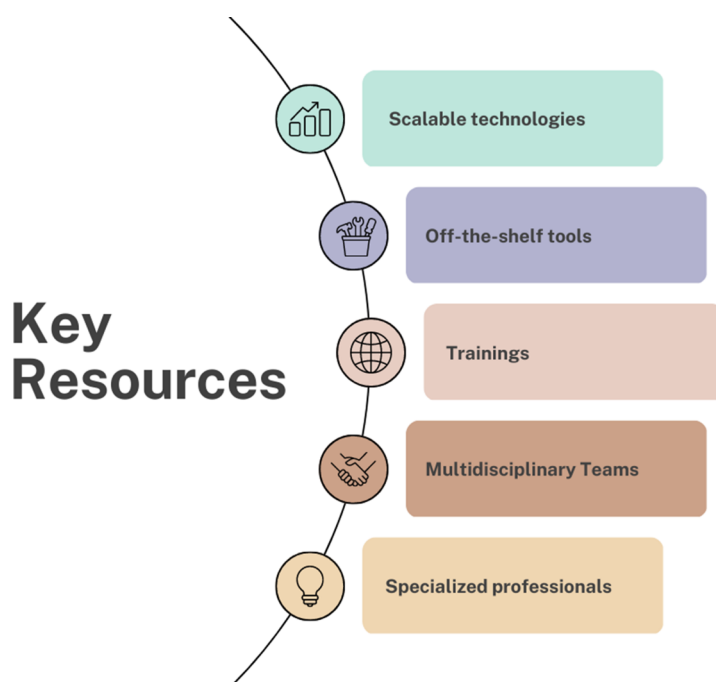 Key
Resources
Scalable technologies
Off-the-shelf tools
Trainings
Multidisciplinary Teams
Specialized professionals